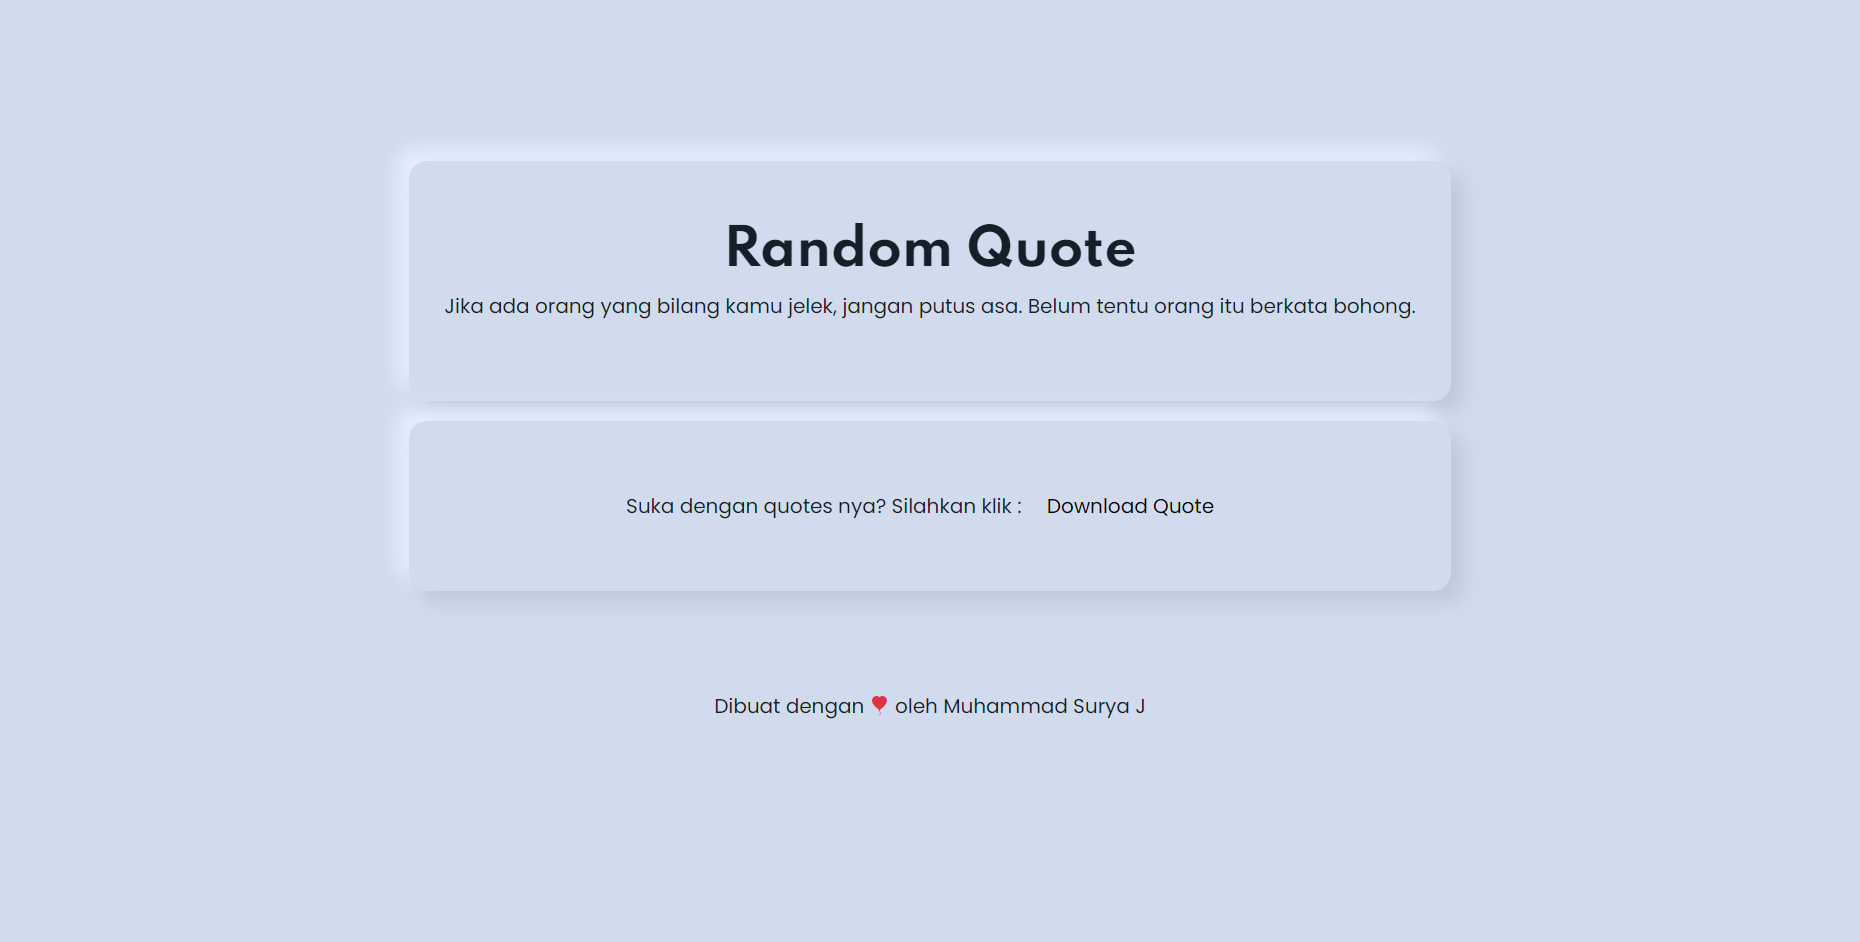 Random Quote
Jika ada orang yang bilang kamu jelek, jangan putus asa. Belum tentu orang itu berkata bohong.
Suka dengan quotes nya? Silahkan klik : Download Quote
Dibuat dengan 🎈 oleh Muhammad Surya J